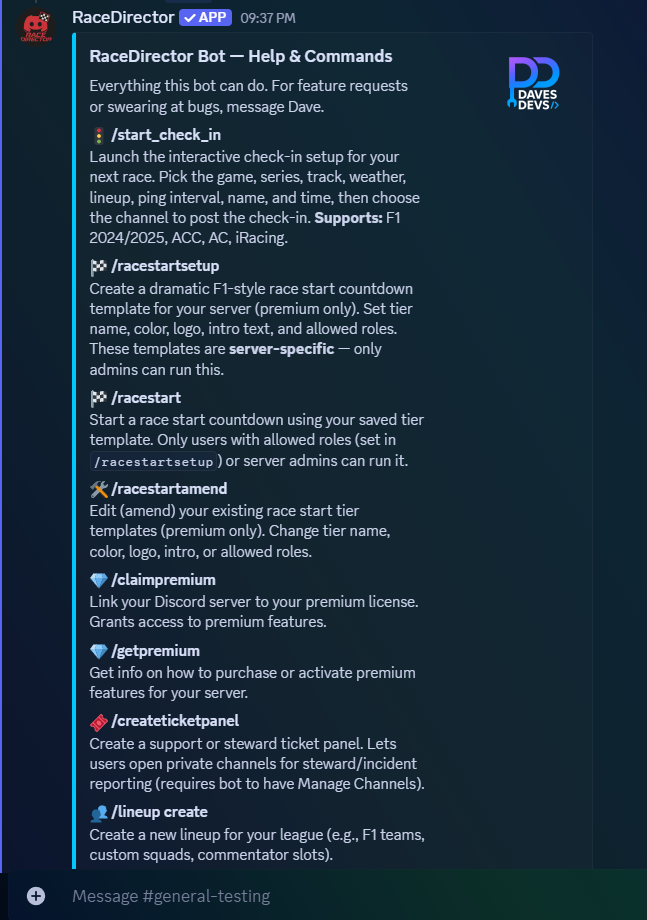 RaceDirector ✓ APP 09:37 PM
RACE
DIRECTOR
RaceDirector Bot — Help & Commands
DAVES
DEVS
Everything this bot can do. For feature requests
or swearing at bugs, message Dave.
/start_check_in
Launch the interactive check-in setup for your
next race. Pick the game, series, track, weather,
lineup, ping interval, name, and time, then choose
the channel to post the check-in. Supports: F1
2024/2025, ACC, AC, iRacing.
/racestartsetup
Create a dramatic F1-style race start countdown
template for your server (premium only). Set tier
name, color, logo, intro text, and allowed roles.
These templates are server-specific — only
admins can run this.
/racestart
Start a race start countdown using your saved tier
template. Only users with allowed roles (set in
/racestartsetup) or server admins can run it.
/racestartamend
Edit (amend) your existing race start tier
templates (premium only). Change tier name,
color, logo, intro, or allowed roles.
/claimpremium
Link your Discord server to your premium license.
Grants access to premium features.
/getpremium
Get info on how to purchase or activate premium
features for your server.
/createticketpanel
Create a support or steward ticket panel. Lets
users open private channels for steward/incident
reporting (requires bot to have Manage Channels).
/lineup create
Create a new lineup for your league (e.g., F1 teams,
custom squads, commentator slots).
Message #general-testing